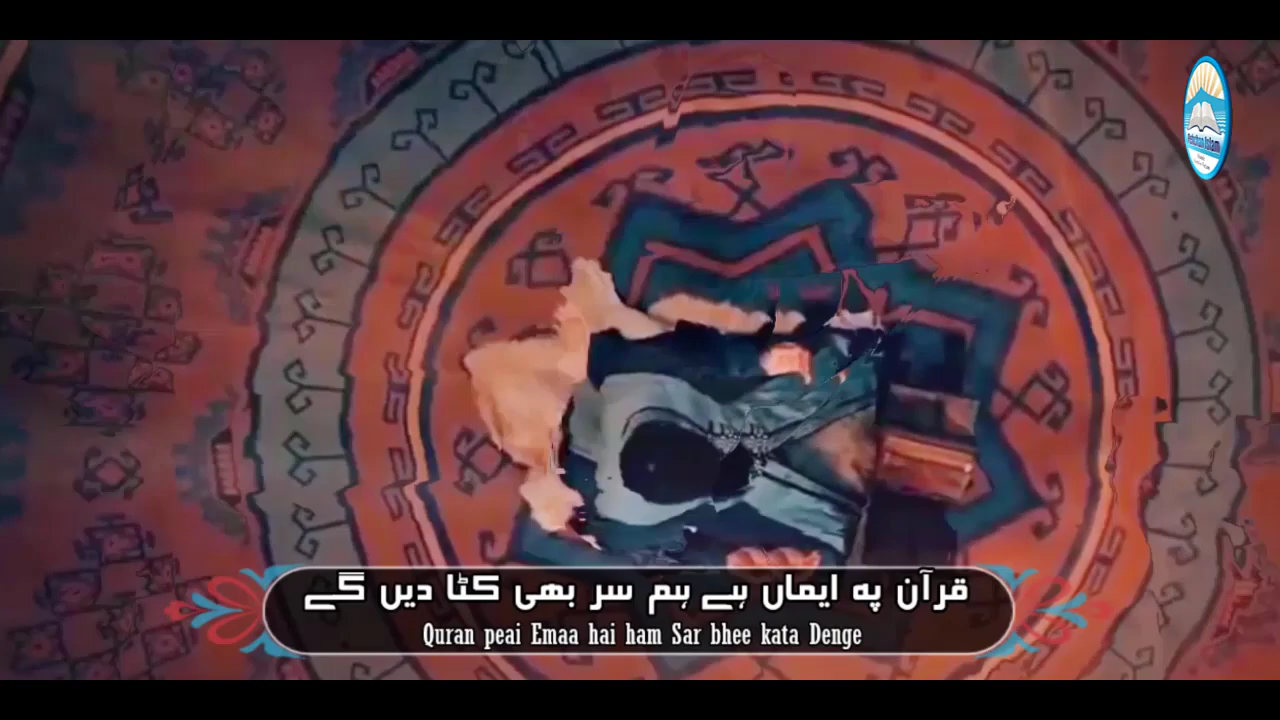 قرآن پہ ایماں ہے ہم سر بھی کٹا دیں گے
Quran peai Emaa hai ham Sar bhee kata Denge